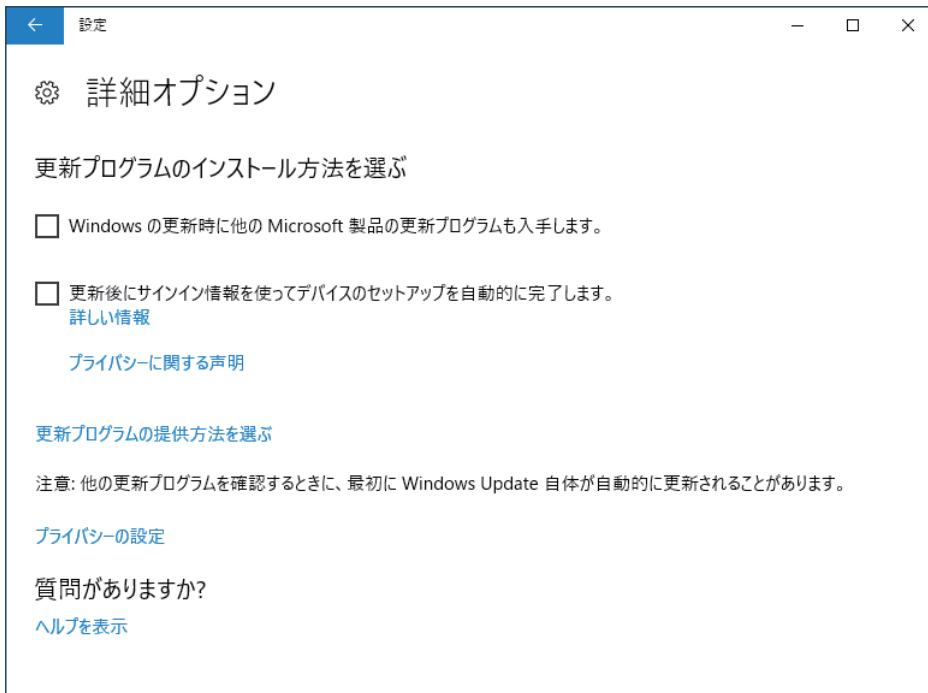 設定
詳細オプション
更新プログラムのインストール方法を選ぶ
Windows の更新時に他の Microsoft 製品の更新プログラムも入手します。
更新後にサインイン情報を使ってデバイスのセットアップを自動的に完了します。
詳しい情報
プライバシーに関する声明
更新プログラムの提供方法を選ぶ
注意: 他の更新プログラムを確認するときに、最初に Windows Update 自体が自動的に更新されることがあります。
プライバシーの設定
質問がありますか?
ヘルプを表示